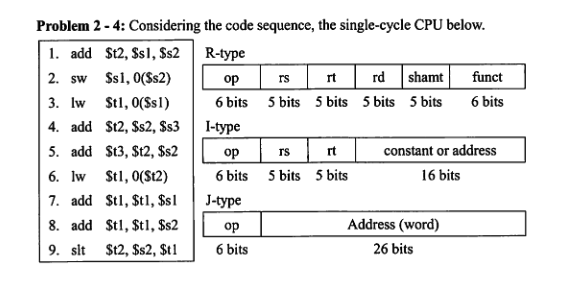 Problem 2 - 4: Considering the code sequence, the single-cycle CPU below.
1. add $t2, $s1, $s2
2. sw $s1, 0($s2)
3. lw $t1, 0($s1)
4. add $t2, $s2, $s3
5. add $t3, $t2, $s2
6. lw $t1, 0($t2)
7. add $t1, $t1, $s1
8. add $t1, $t1, $s2
9. slt $t2, $s2, $t1
R-type
op rs rt rd shamt funct
6 bits 5 bits 5 bits 5 bits 5 bits 6 bits
I-type
op rs rt constant or address
6 bits 5 bits 5 bits 16 bits
J-type
op Address (word)
6 bits 26 bits